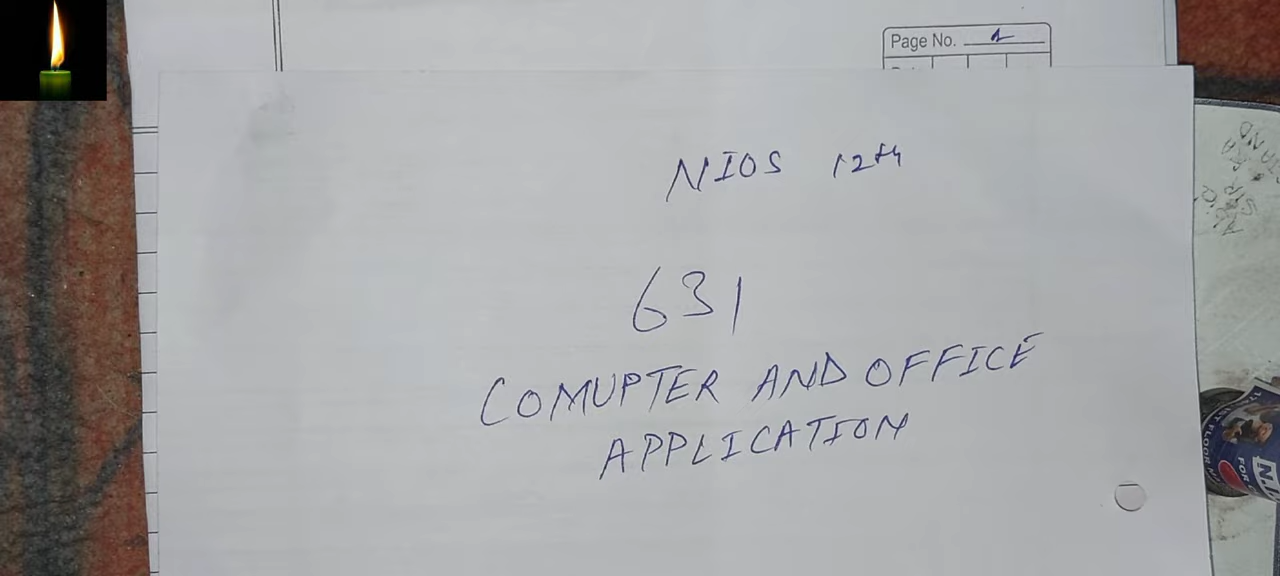 Page No. 1
NIOS 12th
631
COMUPTER AND OFFICE
APPLICATION